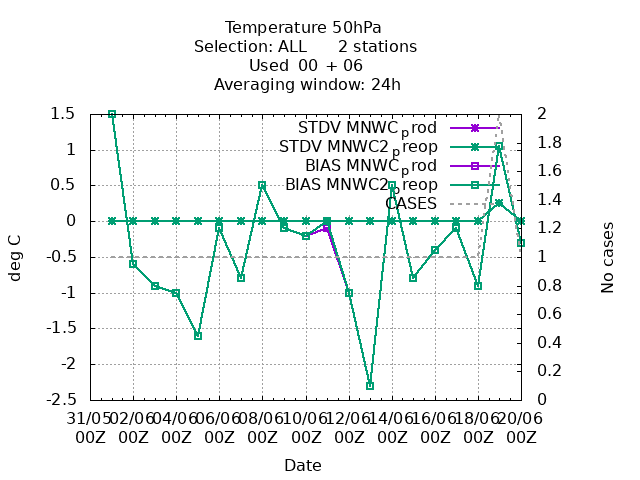 Temperature 50hPa
Selection: ALL 2 stations
Used 00 + 06
Averaging window: 24h
STDV MNWC_prod
STDV MNWC2_preop
BIAS MNWC_prod
BIAS MNWC2_preop
CASES
1.5
1
0.5
0
-0.5
-1
-1.5
-2
-2.5
deg C
2
1.8
1.6
1.4
1.2
1
0.8
0.6
0.4
0.2
0
No cases
31/05 02/06 04/06 06/06 08/06 10/06 12/06 14/06 16/06 18/06 20/06
00Z 00Z 00Z 00Z 00Z 00Z 00Z 00Z 00Z 00Z 00Z
Date